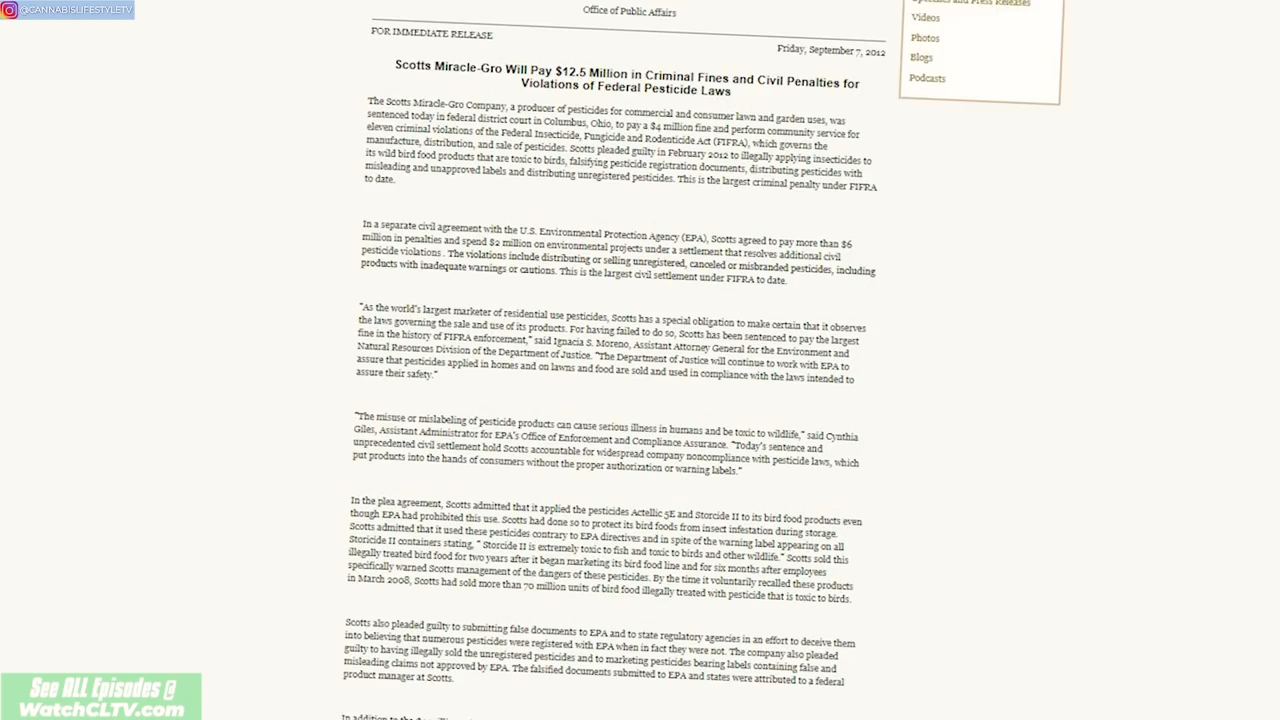 @CANNABISLIFESTYLETV
Office of Public Affairs
Speeches and Press Releases
Videos
Photos
Blogs
Podcasts
FOR IMMEDIATE RELEASE
Friday, September 7, 2012
Scotts Miracle-Gro Will Pay $12.5 Million in Criminal Fines and Civil Penalties for
Violations of Federal Pesticide Laws
The Scotts Miracle-Gro Company, a producer of pesticides for commercial and consumer lawn and garden uses, was
sentenced today in federal district court in Columbus, Ohio, to pay a $4 million fine and perform community service for
eleven criminal violations of the Federal Insecticide, Fungicide and Rodenticide Act (FIFRA), which governs the
manufacture, distribution, and sale of pesticides. Scotts pleaded guilty in February 2012 to illegally applying insecticides to
its wild bird food products that are toxic to birds, falsifying pesticide registration documents, distributing pesticides with
misleading and unapproved labels and distributing unregistered pesticides. This is the largest criminal penalty under FIFRA
to date.
In a separate civil agreement with the U.S. Environmental Protection Agency (EPA), Scotts agreed to pay more than $6
million in penalties and spend $2 million on environmental projects under a settlement that resolves additional civil
pesticide violations . The violations include distributing or selling unregistered, canceled or misbranded pesticides, including
products with inadequate warnings or cautions. This is the largest civil settlement under FIFRA to date.
"As the world's largest marketer of residential use pesticides, Scotts has a special obligation to make certain that it observes
the laws governing the sale and use of its products. For having failed to do so, Scotts has been sentenced to pay the largest
fine in the history of FIFRA enforcement," said Ignacia S. Moreno, Assistant Attorney General for the Environment and
Natural Resources Division of the Department of Justice. "The Department of Justice will continue to work with EPA to
assure that pesticides applied in homes and on lawns and food are sold and used in compliance with the laws intended to
assure their safety."
"The misuse or mislabeling of pesticide products can cause serious illness in humans and be toxic to wildlife," said Cynthia
Giles, Assistant Administrator for EPA's Office of Enforcement and Compliance Assurance. "Today's sentence and
unprecedented civil settlement hold Scotts accountable for widespread company noncompliance with pesticide laws, which
put products into the hands of consumers without the proper authorization or warning labels."
In the plea agreement, Scotts admitted that it applied the pesticides Actellic 5E and Storcide II to its bird food products even
though EPA had prohibited this use. Scotts had done so to protect its bird foods from insect infestation during storage.
Scotts admitted that it used these pesticides contrary to EPA directives and in spite of the warning label appearing on all
Storicide II containers stating, " Storcide II is extremely toxic to fish and toxic to birds and other wildlife." Scotts sold this
illegally treated bird food for two years after it began marketing its bird food line and for six months after employees
specifically warned Scotts management of the dangers of these pesticides. By the time it voluntarily recalled these products
in March 2008, Scotts had sold more than 70 million units of bird food illegally treated with pesticide that is toxic to birds.
Scotts also pleaded guilty to submitting false documents to EPA and to state regulatory agencies in an effort to deceive them
into believing that numerous pesticides were registered with EPA when in fact they were not. The company also pleaded
guilty to having illegally sold the unregistered pesticides and to marketing pesticides bearing labels containing false and
misleading claims not approved by EPA. The falsified documents submitted to EPA and states were attributed to a federal
product manager at Scotts.
In addition to the
See ALL Episodes @
WatchCLTV.com